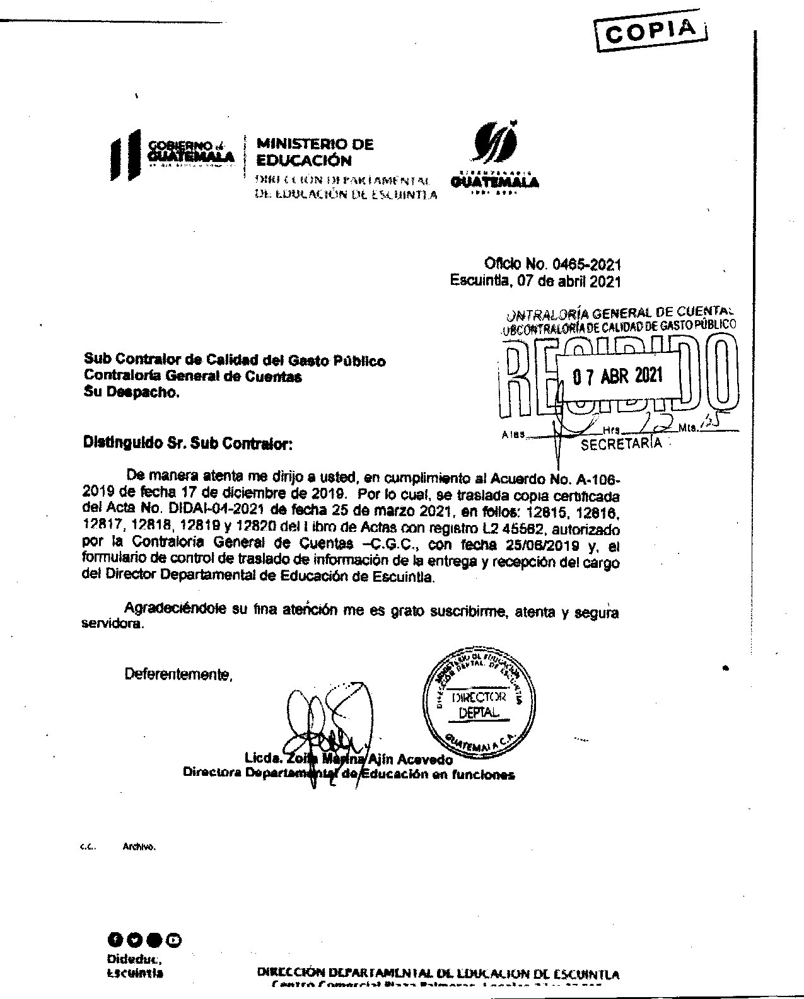 COPIA
GOBIERNO de
GUATEMALA
MINISTERIO DE
EDUCACIÓN
DIRECCIÓN DEPARTAMENTAL
DE EDUCACIÓN DE ESCUINTLA
BICENTENARIO
GUATEMALA
Oficio No. 0465-2021
Escuintla, 07 de abril 2021
ONTRALORÍA GENERAL DE CUENTA
UBCONTRALORÍA DE CALIDAD DE GASTO PÚBLICO
RECIBIDO
07 ABR 2021
A las Hrs. 12 Mts.
SECRETARÍA
Sub Contralor de Calidad del Gasto Público
Contraloría General de Cuentas
Su Despacho.
Distinguido Sr. Sub Contralor:
De manera atenta me dirijo a usted, en cumplimiento al Acuerdo No. A-106-
2019 de fecha 17 de diciembre de 2019. Por lo cual, se traslada copia certificada
del Acta No. DIDAI-04-2021 de fecha 25 de marzo 2021, en folios: 12815, 12816,
12817, 12818, 12819 y 12820 del Libro de Actas con registro L2 45562, autorizado
por la Contraloría General de Cuentas –C.G.C., con fecha 25/06/2019 y, el
formulario de control de traslado de información de la entrega y recepción del cargo
del Director Departamental de Educación de Escuintla.
Agradeciéndole su fina atención me es grato suscribirme, atenta y segura
servidora.
Deferentemente,
MINISTERIO DE EDUCACIÓN
DIRECCIÓN DEPTAL. DE ESCUINTLA
DIRECTOR
DEPTAL.
GUATEMALA C.A.
Licda. Zoila Marina Ajín Acevedo
Directora Departamental de Educación en funciones
c.c. Archivo.
Dideduc,
Escuintla
DIRECCIÓN DEPARTAMENTAL DE EDUCACIÓN DE ESCUINTLA
Centro Comercial Plaza Palmeras, Locales